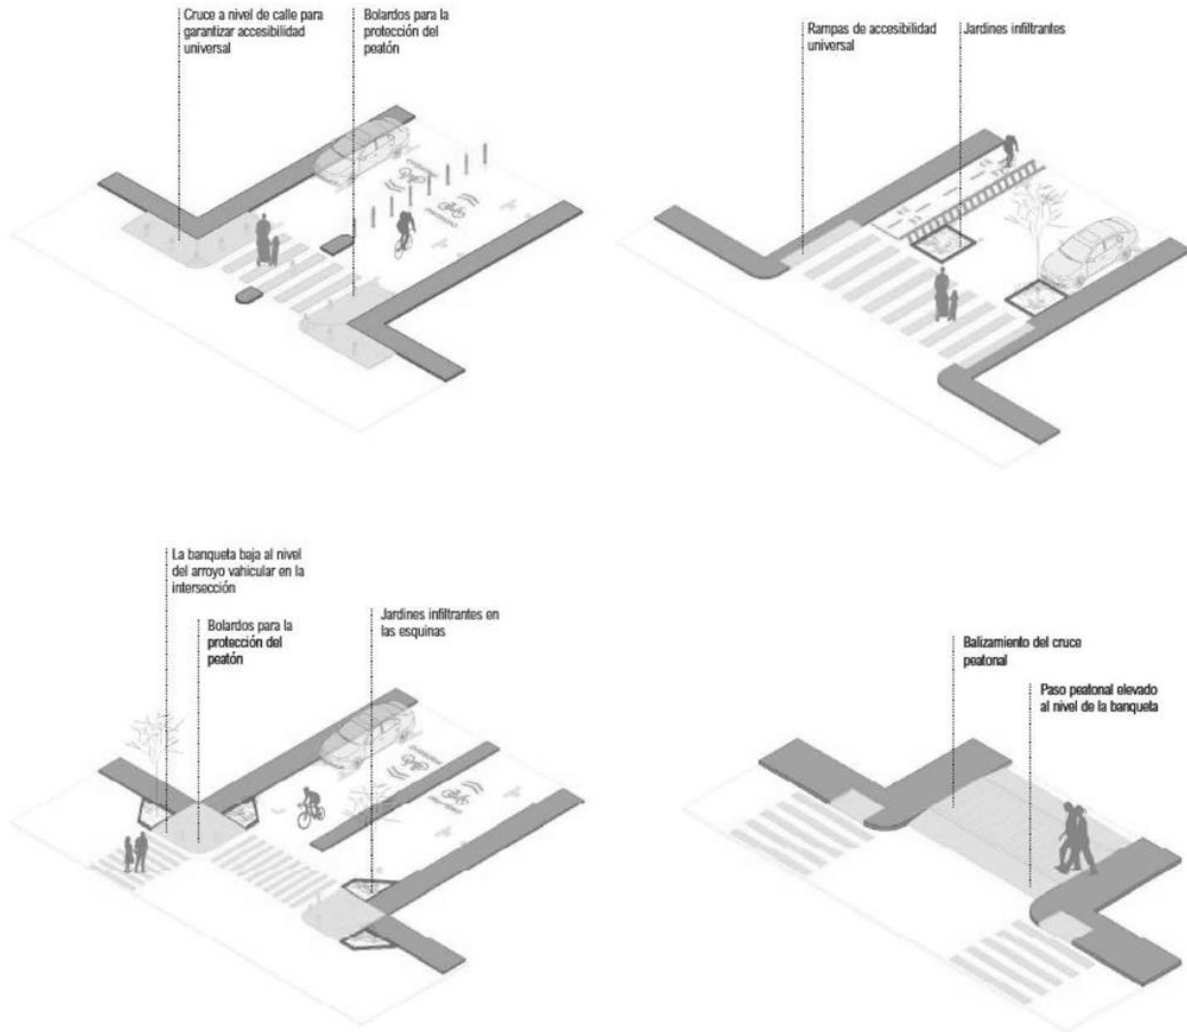 Cruce a nivel de calle para
garantizar accesibilidad
universal
Bolardos para la
protección del
peatón
Rampas de accesibilidad
universal
Jardines infiltrantes
La banqueta baja al nivel
del arroyo vehicular en la
intersección
Bolardos para la
protección del
peatón
Jardines infiltrantes en
las esquinas
Balizamiento del cruce
peatonal
Paso peatonal elevado
al nivel de la banqueta